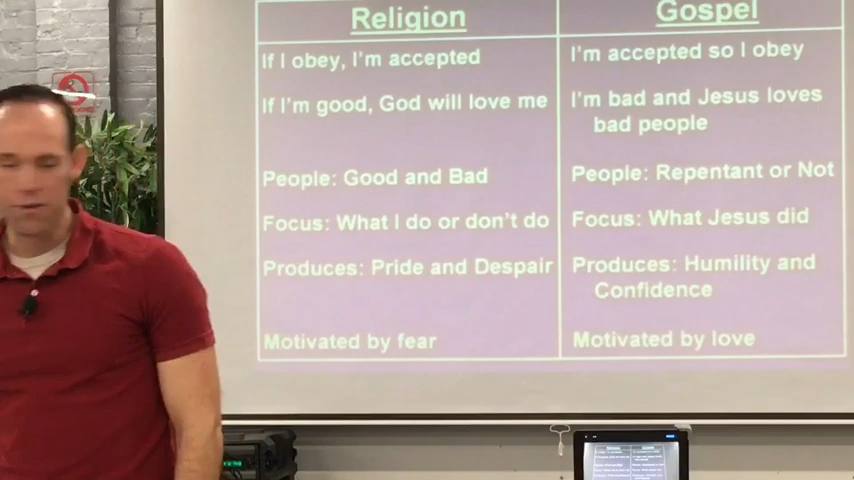 Religion
Gospel
If I obey, I'm accepted
I'm accepted so I obey
If I'm good, God will love me
I'm bad and Jesus loves
bad people
People: Good and Bad
People: Repentant or Not
Focus: What I do or don't do
Focus: What Jesus did
Produces: Pride and Despair
Produces: Humility and
Confidence
Motivated by fear
Motivated by love